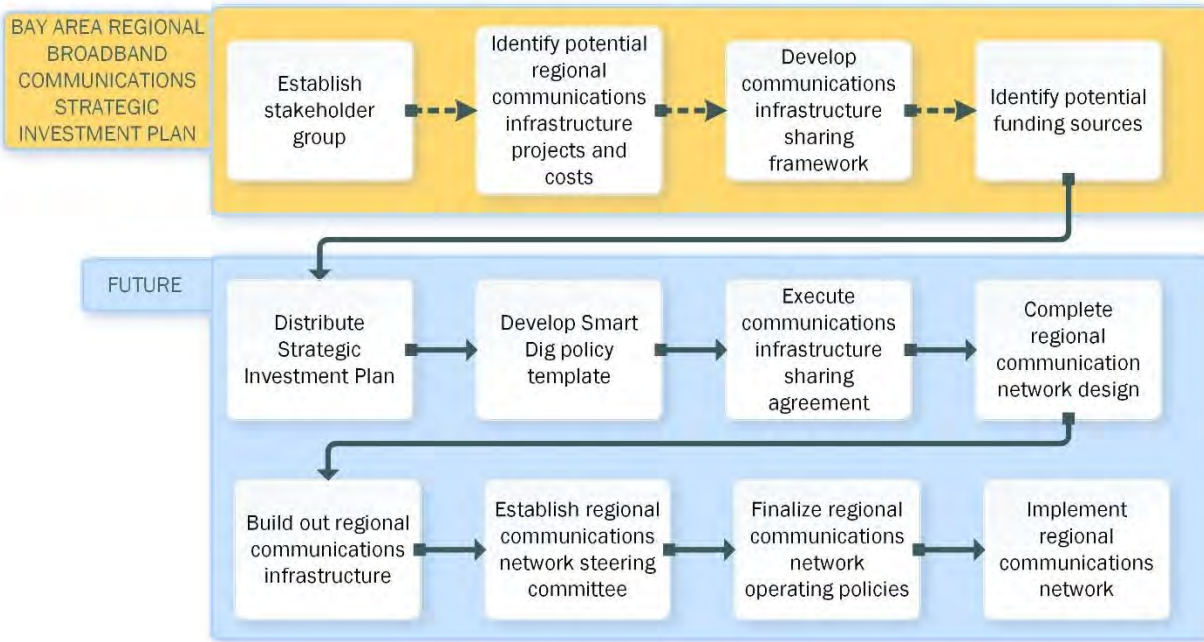 BAY AREA REGIONAL
BROADBAND
COMMUNICATIONS
STRATEGIC
INVESTMENT PLAN
Establish
stakeholder
group
Identify potential
regional
communications
infrastructure
projects and
costs
Develop
communications
infrastructure
sharing
framework
Identify potential
funding sources
FUTURE
Distribute
Strategic
Investment Plan
Develop Smart
Dig policy
template
Execute
communications
infrastructure
sharing
agreement
Complete
regional
communication
network design
Build out regional
communications
infrastructure
Establish regional
communications
network steering
committee
Finalize regional
communications
network
operating policies
Implement
regional
communications
network